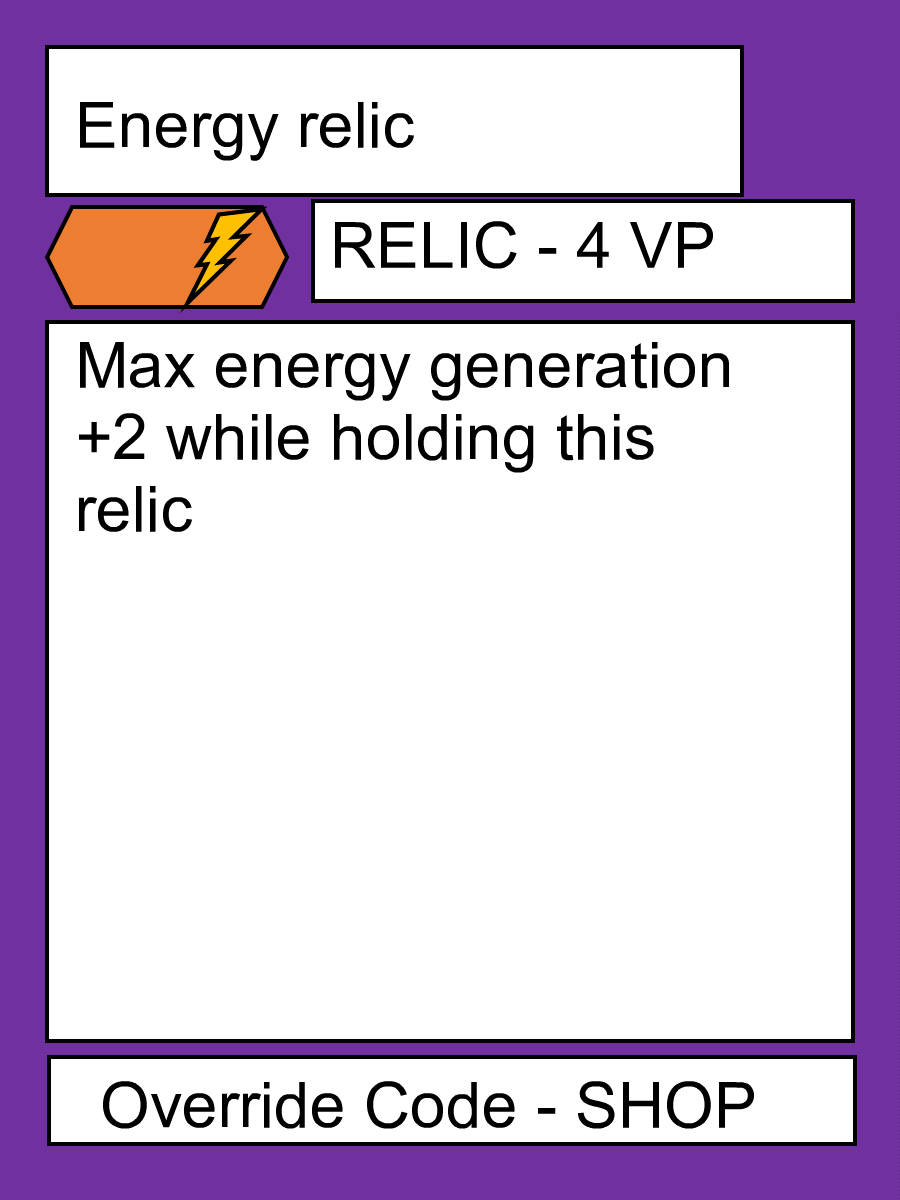 Energy relic
RELIC - 4 VP
Max energy generation
+2 while holding this
relic
Override Code - SHOP